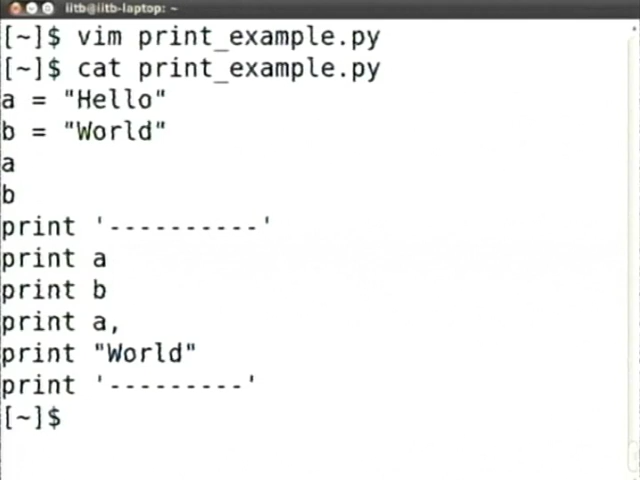 iitb@iitb-laptop: ~
[~]$ vim print_example.py
[~]$ cat print_example.py
a = "Hello"
b = "World"
a
b
print '----------'
print a
print b
print a,
print "World"
print '---------'
[~]$